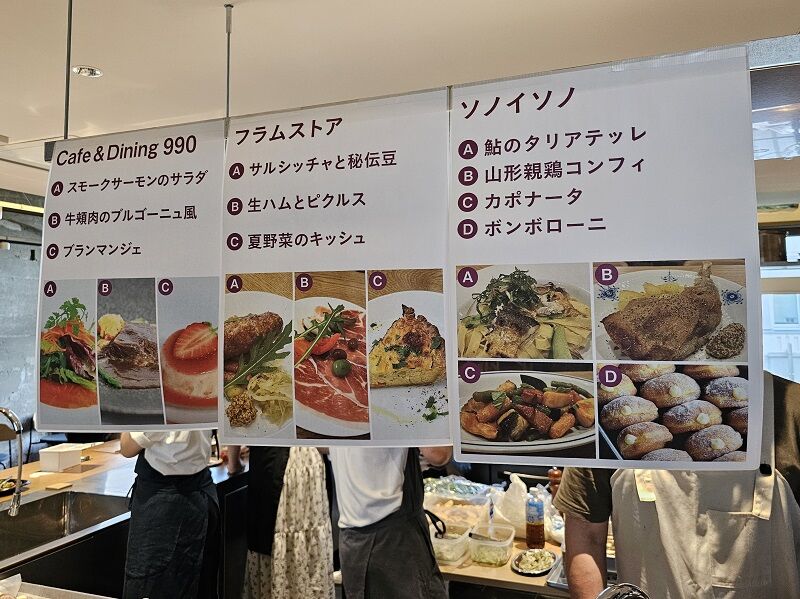 Cafe & Dining 990
A スモークサーモンのサラダ
B 牛頬肉のブルゴーニュ風
C ブランマンジェ
A
B
C
フラムストア
A サルシッチャと秘伝豆
B 生ハムとピクルス
C 夏野菜のキッシュ
A
B
C
ソノイソノ
A 鮎のタリアテッレ
B 山形親鶏コンフィ
C カポナータ
D ボンボローニ
A
B
C
D